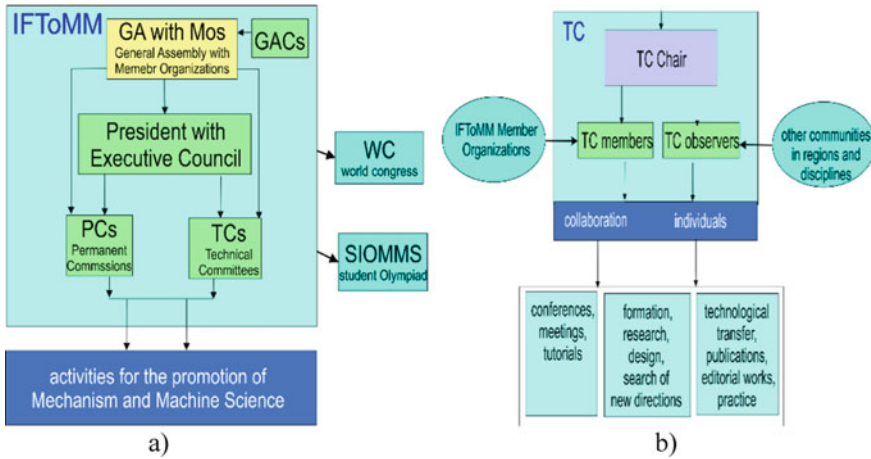 IFToMM
GA with Mos
General Assembly with
Memebr Organizations
GACs
President with
Executive Council
PCs
Permanent
Commssions)
TCs
Technical
Committees
WC
world congress
SIOMMS
student Olympiad
activities for the promotion of
Mechanism and Machine Science
a)
TC
TC Chair
IFToMM Member
Organizations
TC members
TC observers
other communities
in regions and
disciplines
collaboration
individuals
conferences,
meetings,
tutorials
formation,
research,
design,
search of
new directions
technological
transfer,
publications,
editorial works,
practice
b)